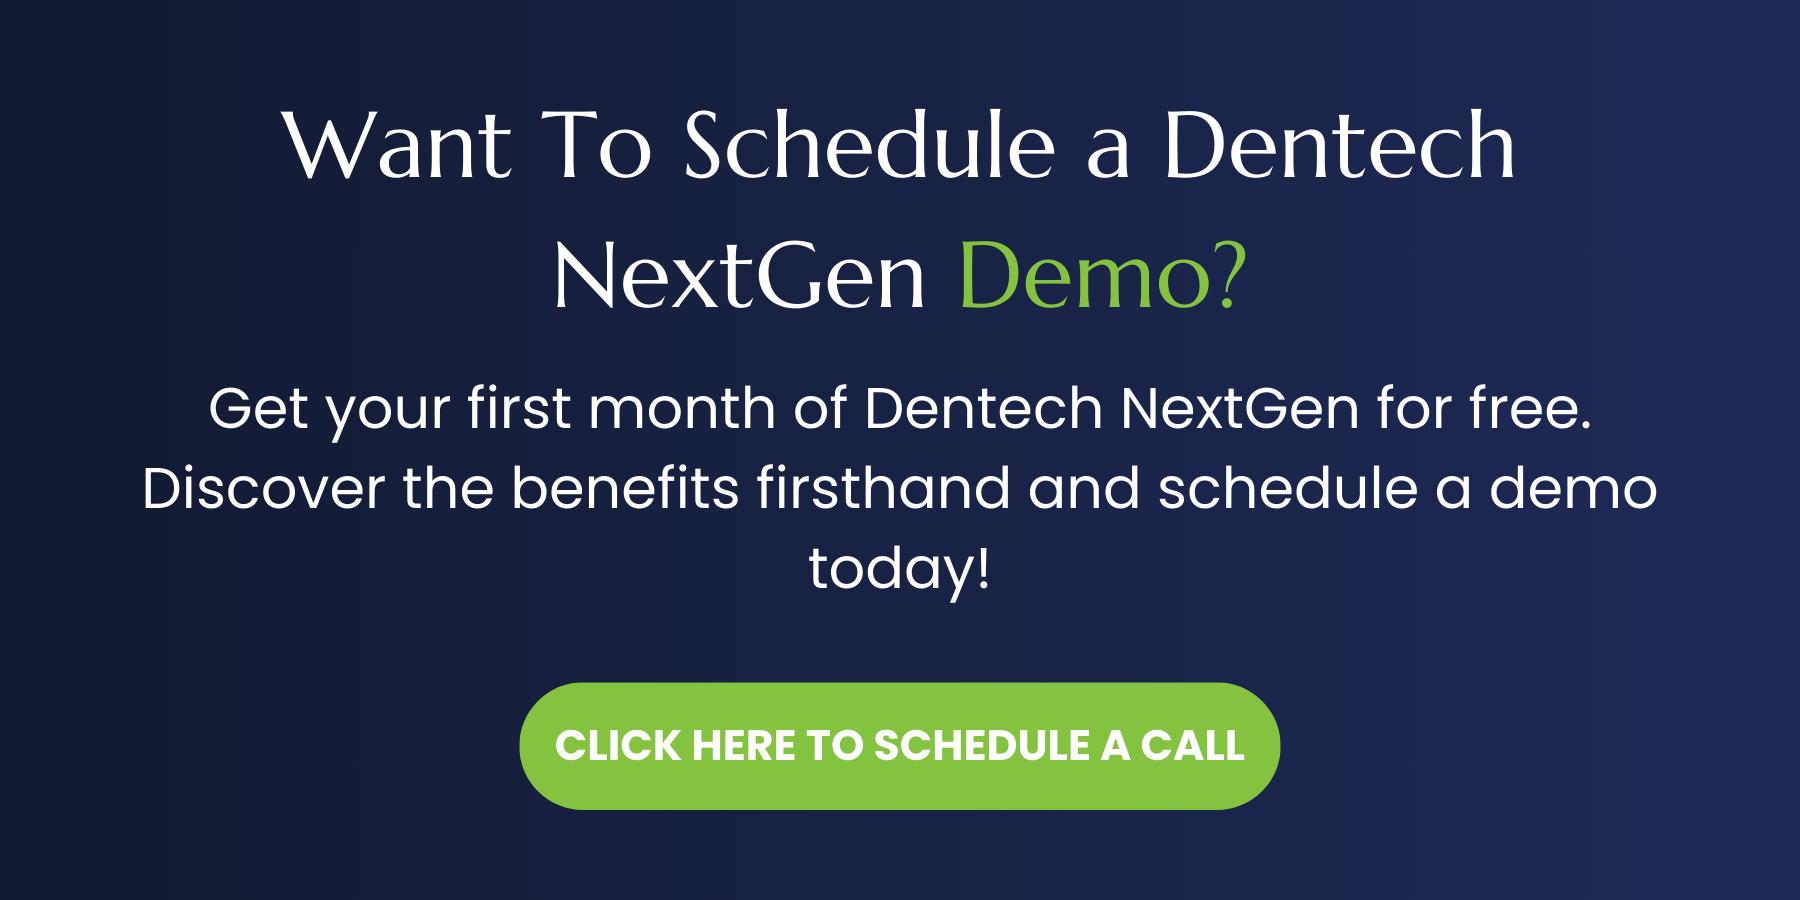 Want To Schedule a Dentech
NextGen Demo?
Get your first month of Dentech NextGen for free.
Discover the benefits firsthand and schedule a demo
today!
CLICK HERE TO SCHEDULE A CALL